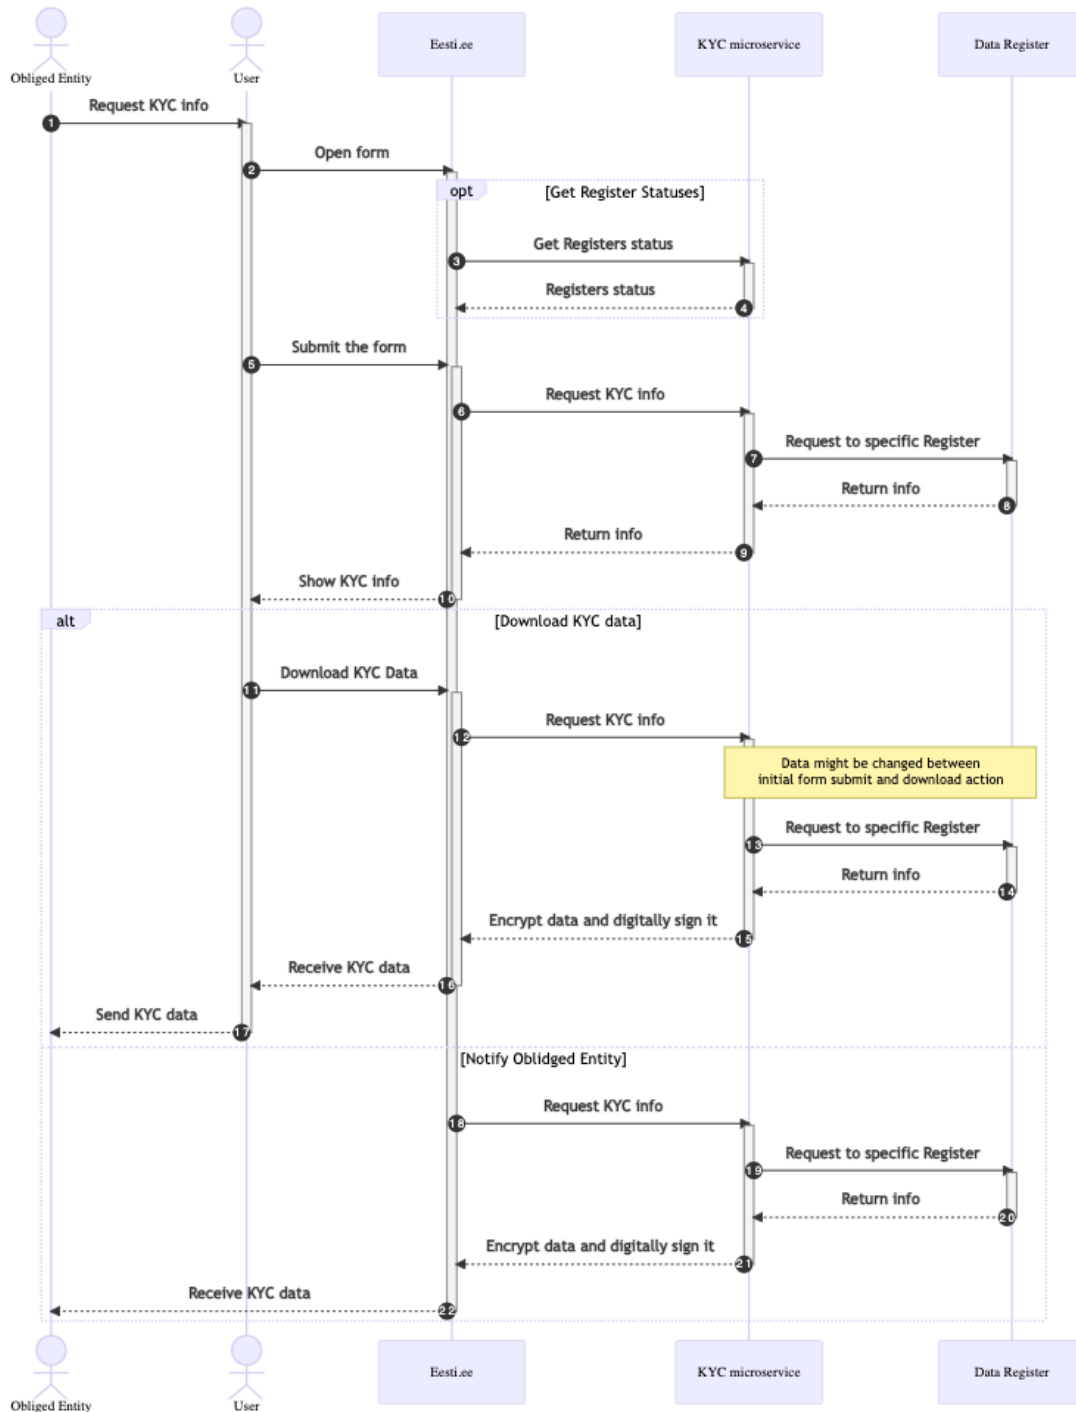 Obliged Entity
User
Eesti.ee
KYC microservice
Data Register
Request KYC info
1
Open form
2
opt
[Get Register Statuses]
Get Registers status
3
Registers status
4
Submit the form
5
Request KYC info
6
Request to specific Register
7
Return info
8
Return info
9
Show KYC info
10
alt
[Download KYC data]
Download KYC Data
11
Request KYC info
12
Data might be changed between
initial form submit and download action
Request to specific Register
13
Return info
14
Encrypt data and digitally sign it
15
Receive KYC data
16
Send KYC data
17
[Notify Oblidged Entity]
Request KYC info
18
Request to specific Register
19
Return info
20
Encrypt data and digitally sign it
21
Receive KYC data
22
Obliged Entity
User
Eesti.ee
KYC microservice
Data Register